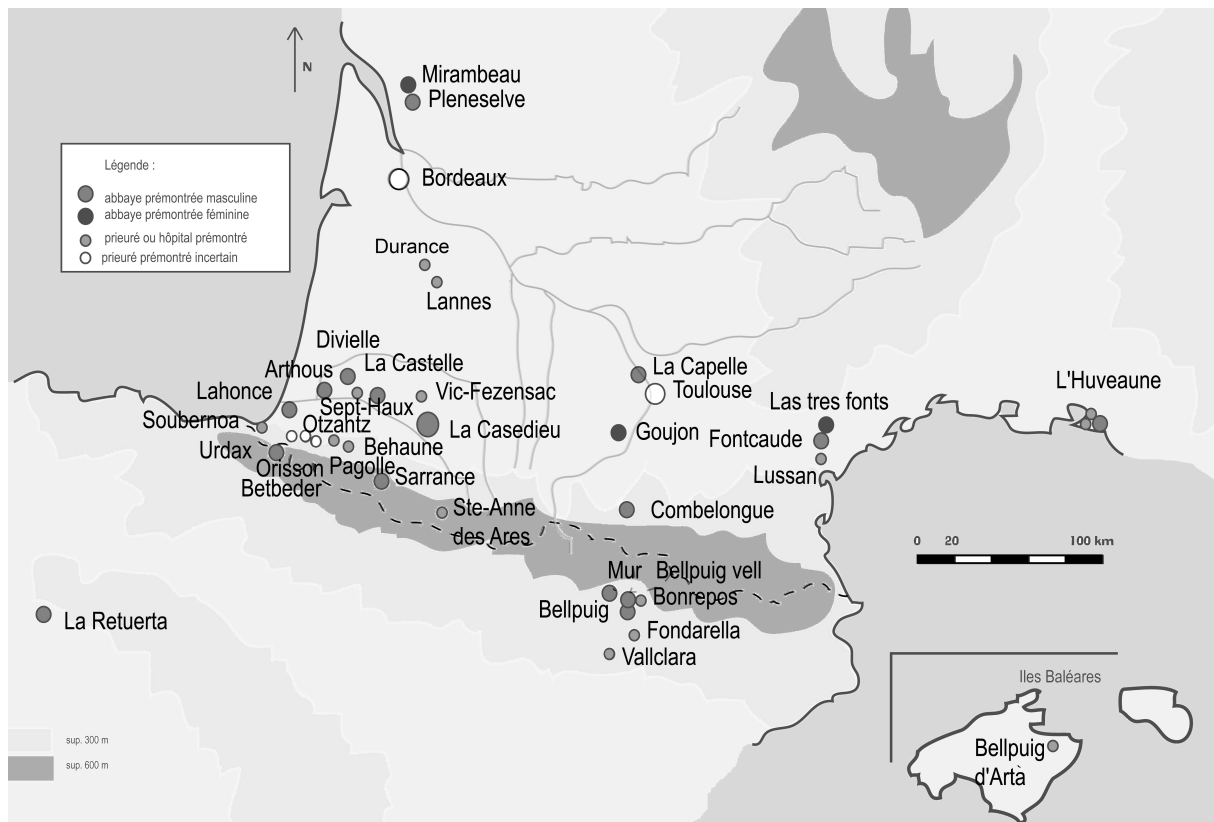 Mirambeau
Pleneselve
N
Légende :
abbaye prémontrée masculine
abbaye prémontrée féminine
prieuré ou hôpital prémontré
prieuré prémontré incertain
Bordeaux
Durance
Lannes
Divielle
La Castelle
Arthous
Lahonce
Sept-Haux
Vic-Fezensac
Soubernoa
Otzantz
La Casedieu
Urdax
Behaune
Orisson
Pagolle
Sarrance
Betbeder
Ste-Anne
des Ares
La Capelle
Toulouse
Goujon
Las tres fonts
Fontcaude
Lussan
L'Huveaune
Combelongue
0 20 100 km
Mur
Bellpuig vell
Bonrepos
Bellpuig
Fondarella
Vallclara
La Retuerta
Iles Baléares
Bellpuig
d'Artà
sup. 300 m
sup. 600 m